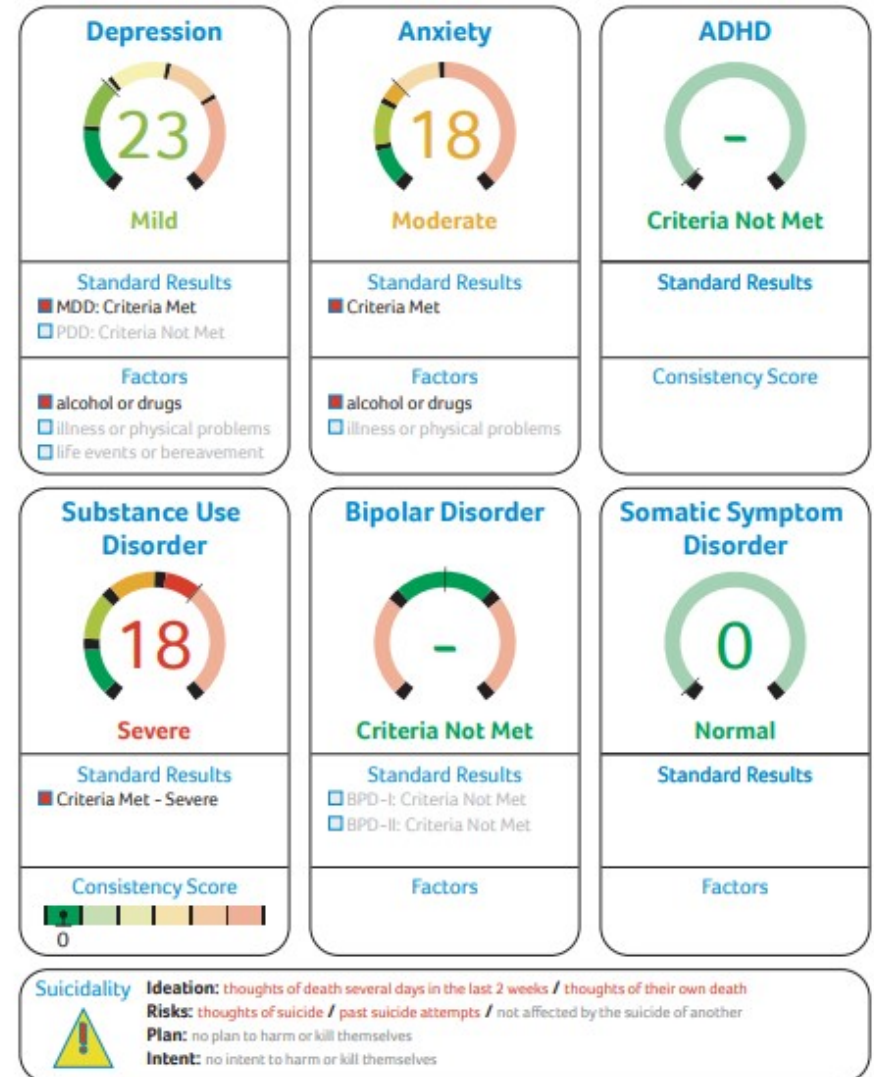 Depression
23
Mild
Standard Results
MDD: Criteria Met
PDD: Criteria Not Met
Factors
alcohol or drugs
illness or physical problems
life events or bereavement
Anxiety
18
Moderate
Standard Results
Criteria Met
Factors
alcohol or drugs
illness or physical problems
ADHD
-
Criteria Not Met
Standard Results
Consistency Score
Substance Use
Disorder
18
Severe
Standard Results
Criteria Met - Severe
Consistency Score
0
Bipolar Disorder
-
Criteria Not Met
Standard Results
BPD-I: Criteria Not Met
BPD-II: Criteria Not Met
Factors
Somatic Symptom
Disorder
0
Normal
Standard Results
Factors
Suicidality
!
Ideation: thoughts of death several days in the last 2 weeks / thoughts of their own death
Risks: thoughts of suicide / past suicide attempts / not affected by the suicide of another
Plan: no plan to harm or kill themselves
Intent: no intent to harm or kill themselves